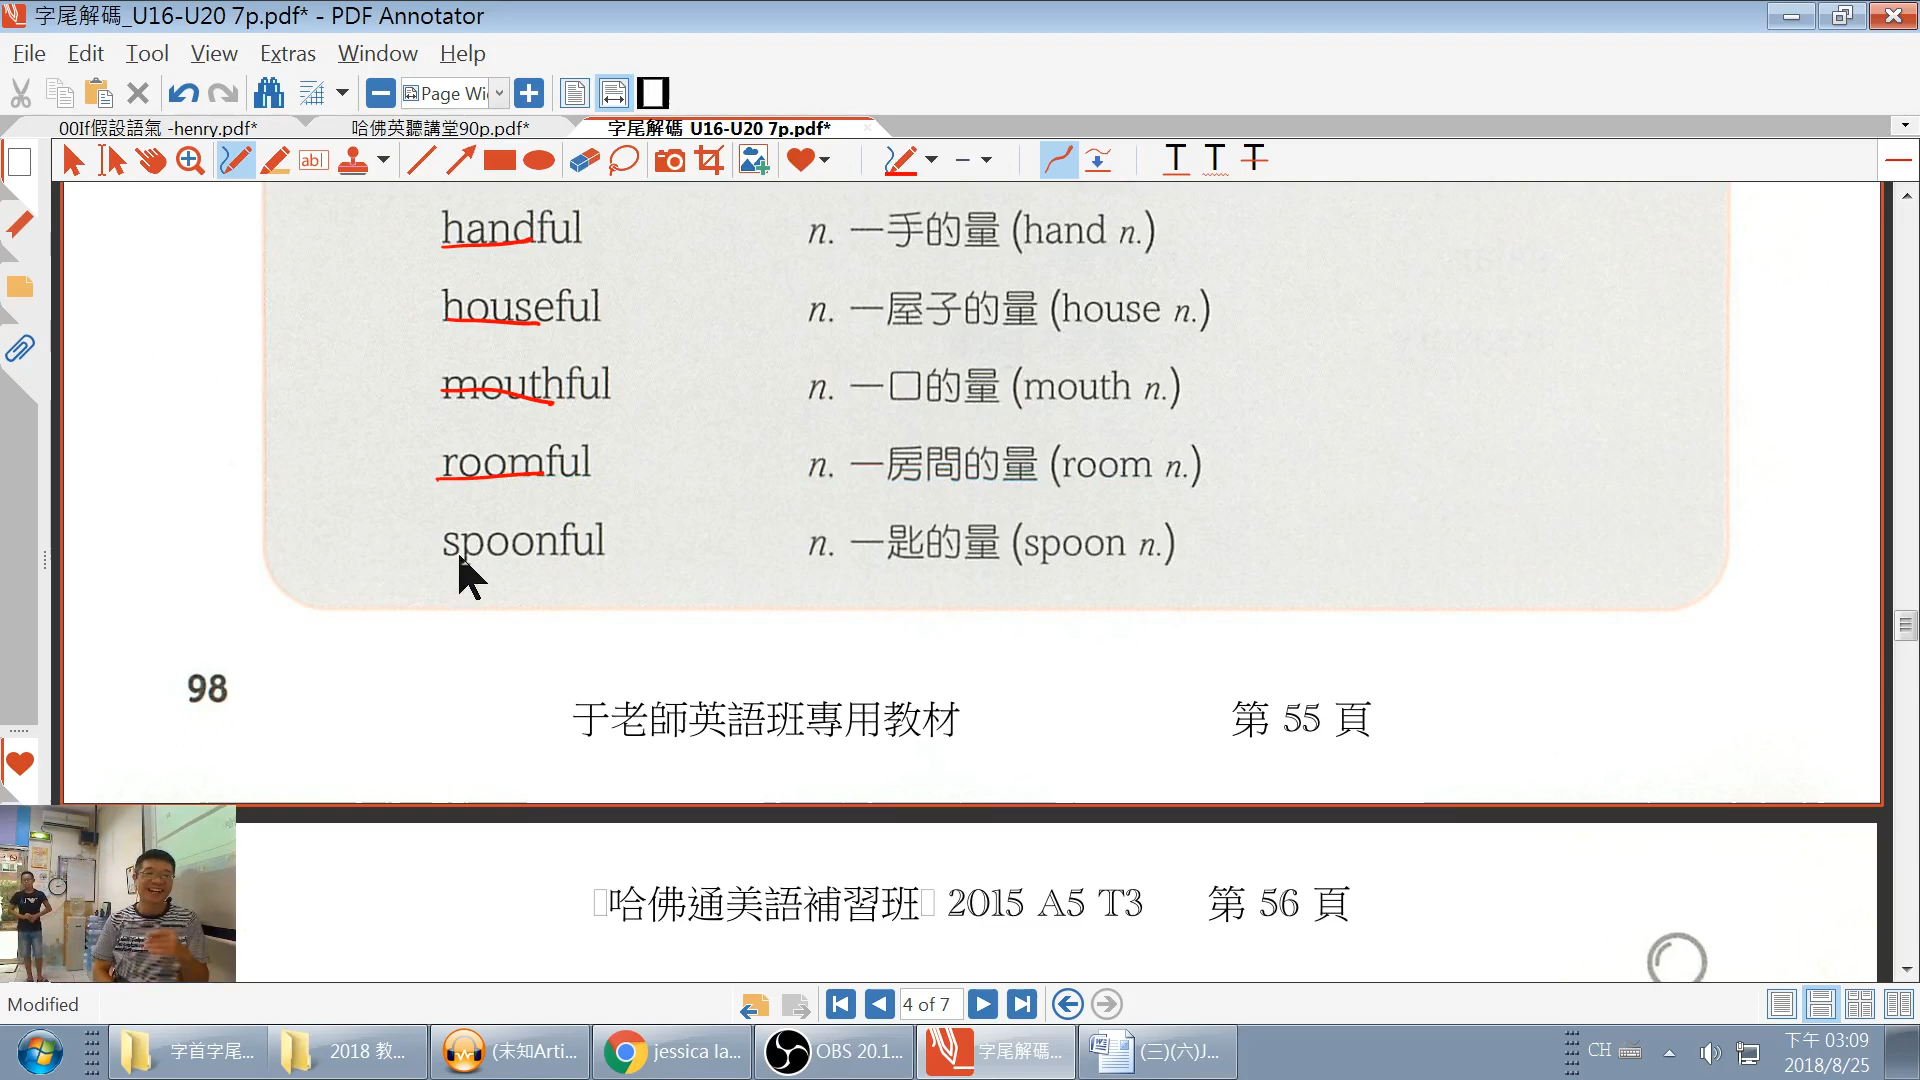 字尾解碼_U16-U20 7p.pdf* - PDF Annotator
File Edit Tool View Extras Window Help
Page Wi
00If假設語氣 -henry.pdf* 哈佛英聽講堂90p.pdf* 字尾解碼 U16-U20 7p.pdf*
handful n. 一手的量 (hand n.)
houseful n. 一屋子的量 (house n.)
mouthful n. 一口的量 (mouth n.)
roomful n. 一房間的量 (room n.)
spoonful n. 一匙的量 (spoon n.)
98
于老師英語班專用教材 第 55 頁
哈佛通美語補習班 2015 A5 T3 第 56 頁
Modified 4 of 7
字首字尾... 2018 教... (未知Arti... jessica la... OBS 20.1... 字尾解碼... (三)(六)J... CH 下午 03:09
2018/8/25